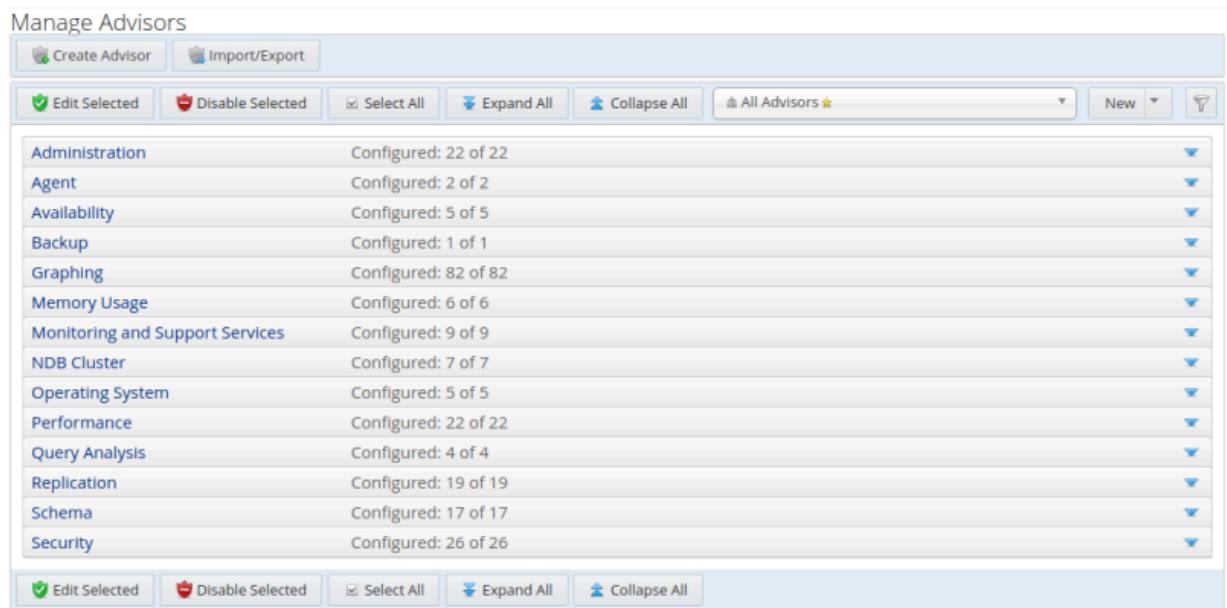 Manage Advisors
Create Advisor Import/Export
Edit Selected Disable Selected Select All Expand All Collapse All All Advisors New
Administration Configured: 22 of 22
Agent Configured: 2 of 2
Availability Configured: 5 of 5
Backup Configured: 1 of 1
Graphing Configured: 82 of 82
Memory Usage Configured: 6 of 6
Monitoring and Support Services Configured: 9 of 9
NDB Cluster Configured: 7 of 7
Operating System Configured: 5 of 5
Performance Configured: 22 of 22
Query Analysis Configured: 4 of 4
Replication Configured: 19 of 19
Schema Configured: 17 of 17
Security Configured: 26 of 26
Edit Selected Disable Selected Select All Expand All Collapse All